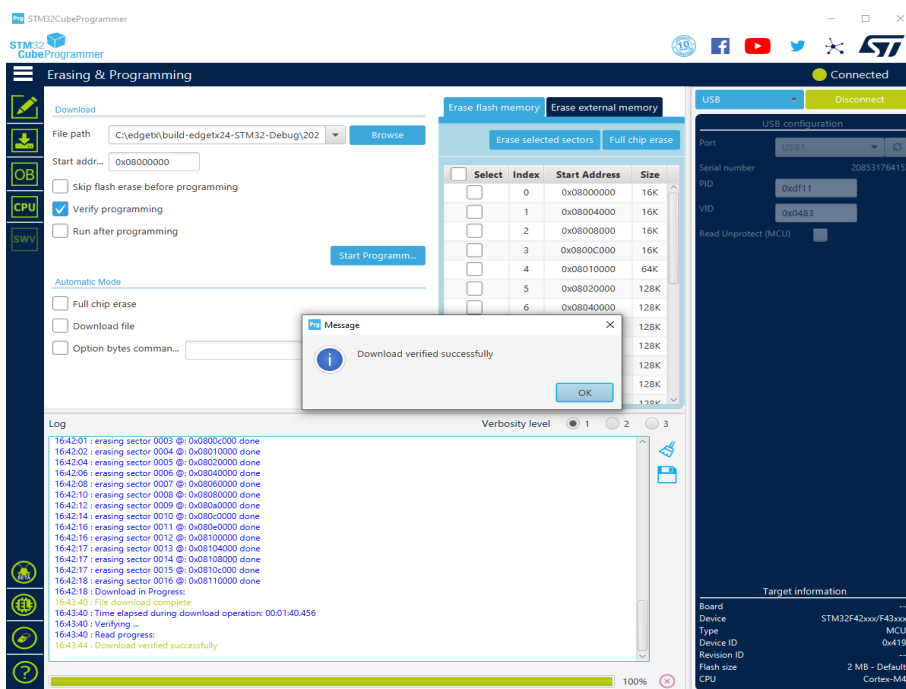 Prg STM32CubeProgrammer
STM32
CubeProgrammer
Erasing & Programming
Connected
Download
File path C:\edgetx\build-edgetx24-STM32-Debug\202 Browse
Start addr... 0x08000000
Skip flash erase before programming
Verify programming
Run after programming
Start Programm...
Automatic Mode
Full chip erase
Download file
Option bytes comman...
OB
CPU
SWV
Erase flash memory Erase external memory
Erase selected sectors Full chip erase
Select Index Start Address Size
0 0x08000000 16K
1 0x08004000 16K
2 0x08008000 16K
3 0x0800C000 16K
4 0x08010000 64K
5 0x08020000 128K
6 0x08040000 128K
128K
128K
128K
128K
128K
Prg Message
Download verified successfully
OK
USB Disconnect
USB configuration
Port USB1
Serial number 2085317641S
PID 0xdf11
VID 0x0483
Read Unprotect (MCU)
Log Verbosity level 1 2 3
16:42:01 : erasing sector 0003 @: 0x0800c000 done
16:42:02 : erasing sector 0004 @: 0x08010000 done
16:42:04 : erasing sector 0005 @: 0x08020000 done
16:42:06 : erasing sector 0006 @: 0x08040000 done
16:42:08 : erasing sector 0007 @: 0x08060000 done
16:42:10 : erasing sector 0008 @: 0x08080000 done
16:42:12 : erasing sector 0009 @: 0x080a0000 done
16:42:14 : erasing sector 0010 @: 0x080c0000 done
16:42:16 : erasing sector 0011 @: 0x080e0000 done
16:42:16 : erasing sector 0012 @: 0x08100000 done
16:42:17 : erasing sector 0013 @: 0x08104000 done
16:42:17 : erasing sector 0014 @: 0x08108000 done
16:42:17 : erasing sector 0015 @: 0x0810c000 done
16:42:18 : erasing sector 0016 @: 0x08110000 done
16:42:18 : Download in Progress:
16:43:40 : File download complete
16:43:40 : Time elapsed during download operation: 00:01:40.456
16:43:40 : Verifying ...
16:43:40 : Read progress:
16:43:44 : Download verified successfully
100%
Target information
Board --
Device STM32F42xxx/F43xxx
Type MCU
Device ID 0x419
Revision ID --
Flash size 2 MB - Default
CPU Cortex-M4